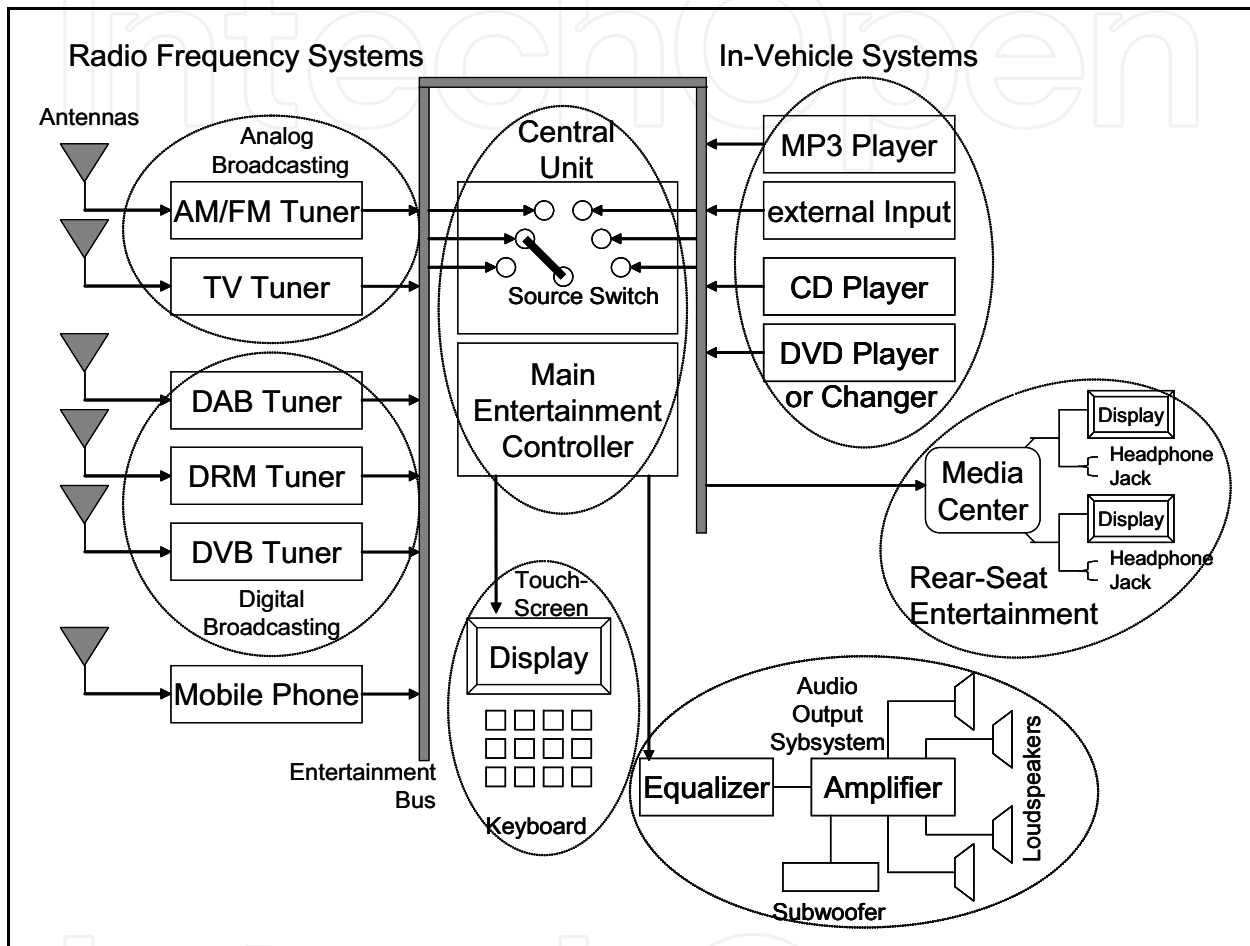 IntechOpen
Radio Frequency Systems
In-Vehicle Systems
Antennas
Analog
Broadcasting
AM/FM Tuner
TV Tuner
DAB Tuner
DRM Tuner
DVB Tuner
Digital
Broadcasting
Mobile Phone
Entertainment
Bus
Central
Unit
Source Switch
Main
Entertainment
Controller
Touch-
Screen
Display
Keyboard
MP3 Player
external Input
CD Player
DVD Player
or Changer
Media
Center
Display
Headphone
Jack
Display
Headphone
Jack
Rear-Seat
Entertainment
Audio
Output
Sybsystem
Equalizer
Amplifier
Loudspeakers
Subwoofer